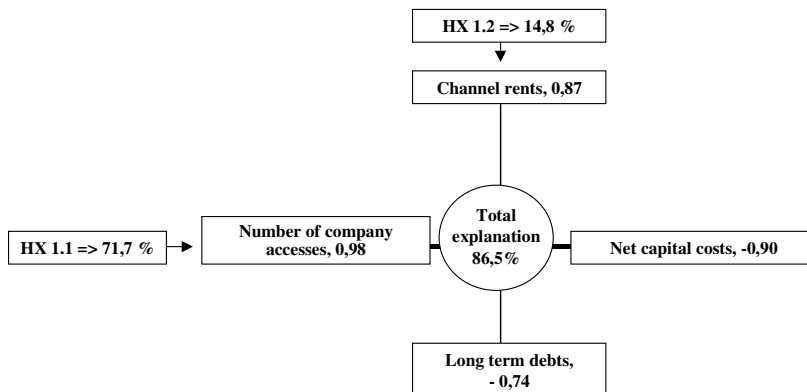 HX 1.2 => 14,8 %
Channel rents, 0,87
HX 1.1 => 71,7 %
Number of company
accesses, 0,98
Total
explanation
86,5%
Net capital costs, -0,90
Long term debts,
- 0,74